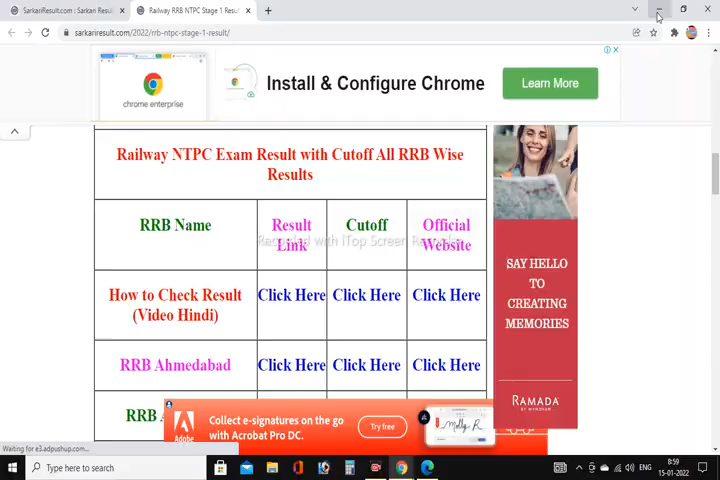 SarkariResult.com : Sarkari Resul
Railway RRB NTPC Stage 1 Resul
sarkariresult.com/2022/rrb-ntpc-stage-1-result/
chrome enterprise
Install & Configure Chrome
Learn More
Railway NTPC Exam Result with Cutoff All RRB Wise
Results
RRB Name
Result
Link
Cutoff
Official
Website
Recorded with iTop Screen Recorder
How to Check Result
(Video Hindi)
Click Here
Click Here
Click Here
RRB Ahmedabad
Click Here
Click Here
Click Here
RRB A
SAY HELLO
TO
CREATING
MEMORIES
RAMADA
BY WYNDHAM
Adobe
Collect e-signatures on the go
with Acrobat Pro DC.
Try free
Molly R
Waiting for e3.adpushup.com...
Type here to search
ENG
8:59
15-01-2022